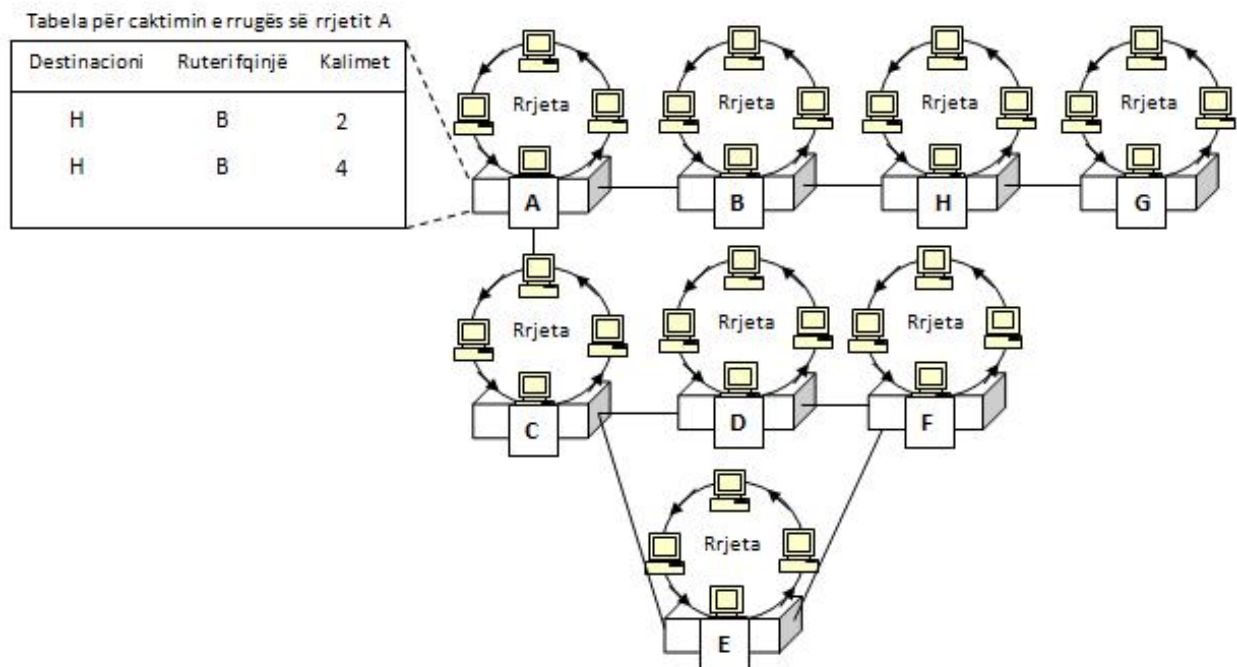 Tabela për caktimin e rrugës së rrjetit A
Destinacioni Ruteri fqinjë Kalimet
H B 2
H B 4
Rrjeta Rrjeta Rrjeta Rrjeta
A B H G
Rrjeta Rrjeta Rrjeta
C D F
Rrjeta
E